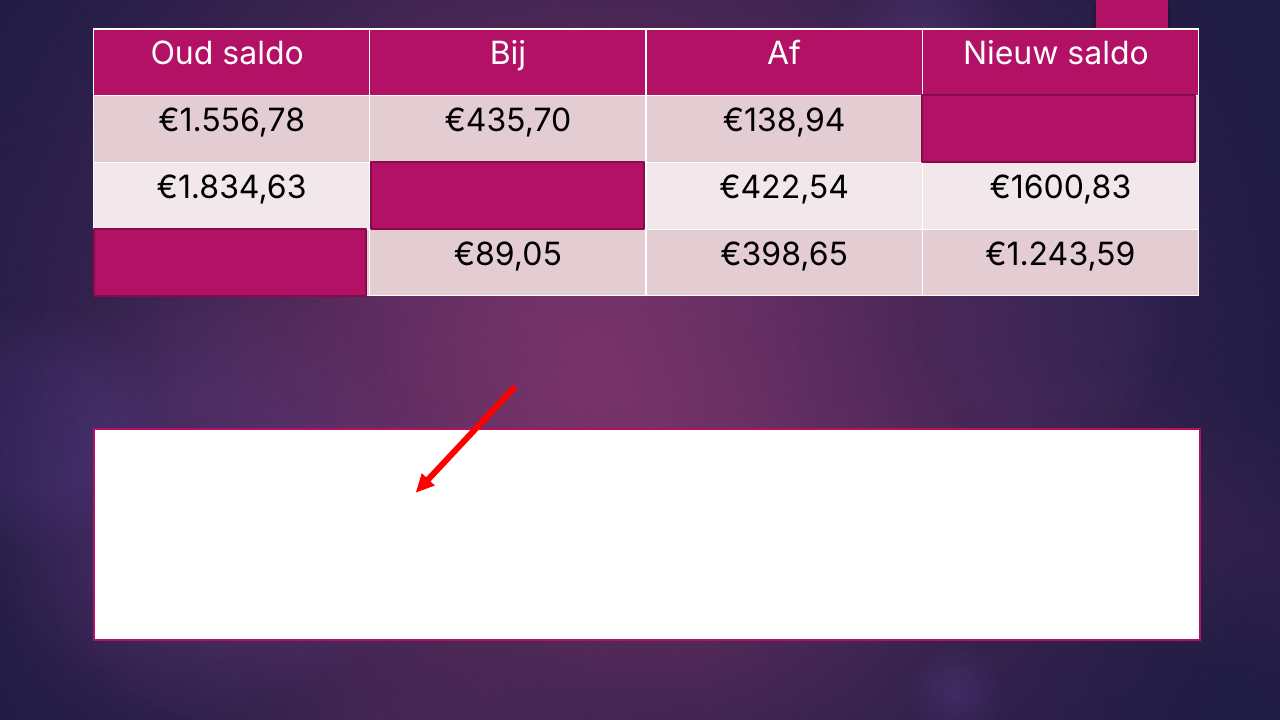 Oud saldo Bij Af Nieuw saldo
€1.556,78 €435,70 €138,94
€1.834,63 €422,54 €1600,83
€89,05 €398,65 €1.243,59